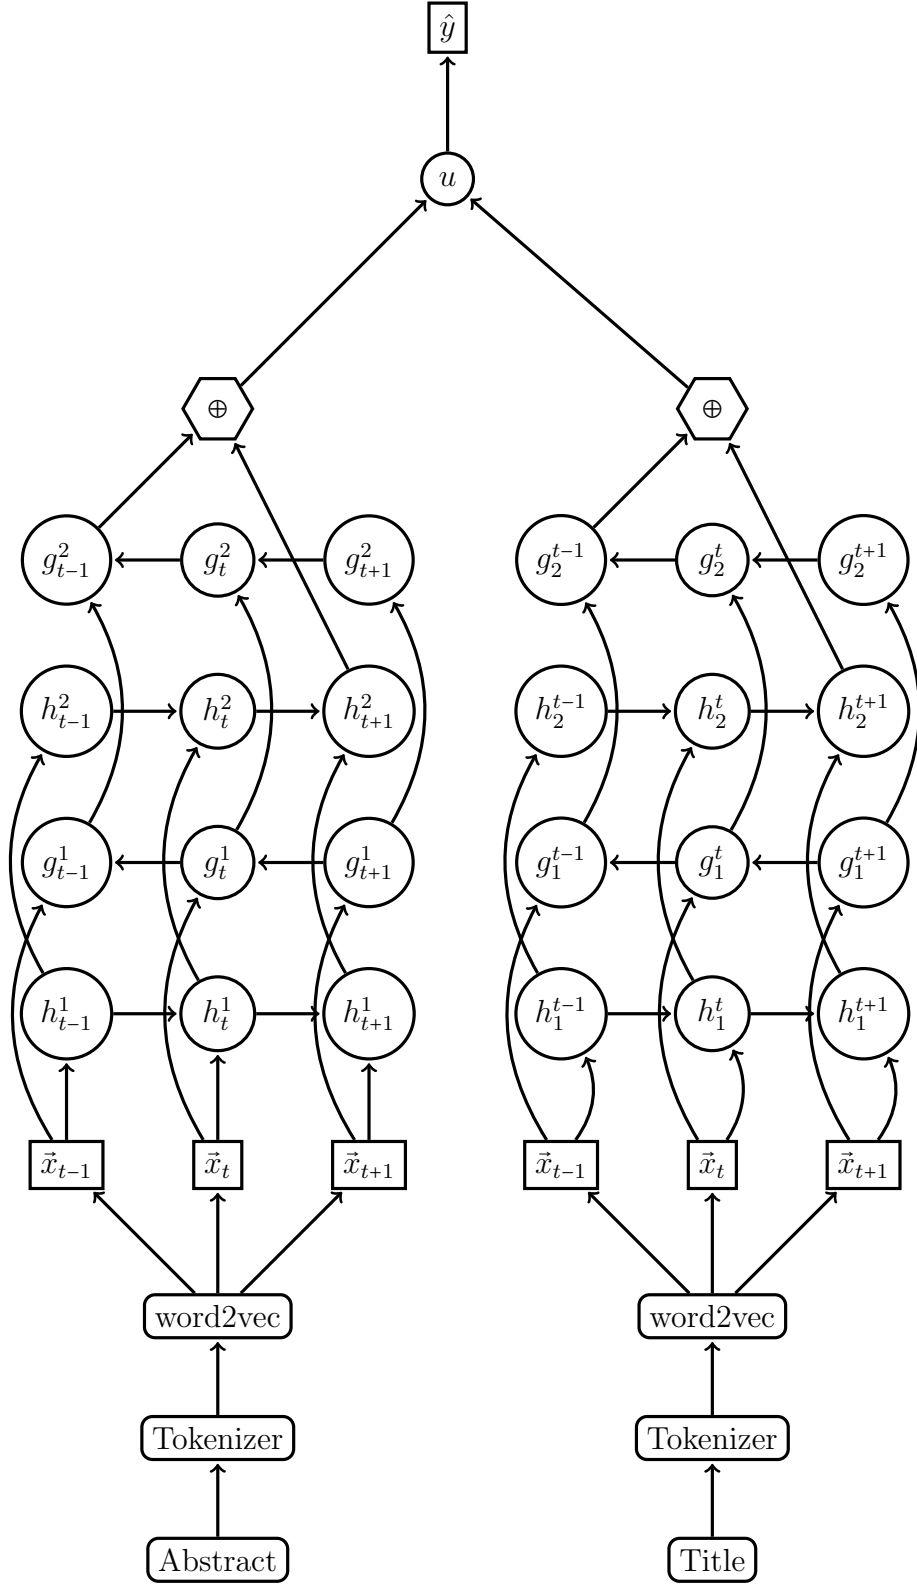 ŷ
u
⊕ ⊕
g²ₜ₋₁ g²ₜ g²ₜ₊₁ g₂ᵗ⁻¹ g₂ᵗ g₂ᵗ⁺¹
h²ₜ₋₁ h²ₜ h²ₜ₊₁ h₂ᵗ⁻¹ h₂ᵗ h₂ᵗ⁺¹
g¹ₜ₋₁ g¹ₜ g¹ₜ₊₁ g₁ᵗ⁻¹ g₁ᵗ g₁ᵗ⁺¹
h¹ₜ₋₁ h¹ₜ h¹ₜ₊₁ h₁ᵗ⁻¹ h₁ᵗ h₁ᵗ⁺¹
x⃗ₜ₋₁ x⃗ₜ x⃗ₜ₊₁ x⃗ₜ₋₁ x⃗ₜ x⃗ₜ₊₁
word2vec word2vec
Tokenizer Tokenizer
Abstract Title